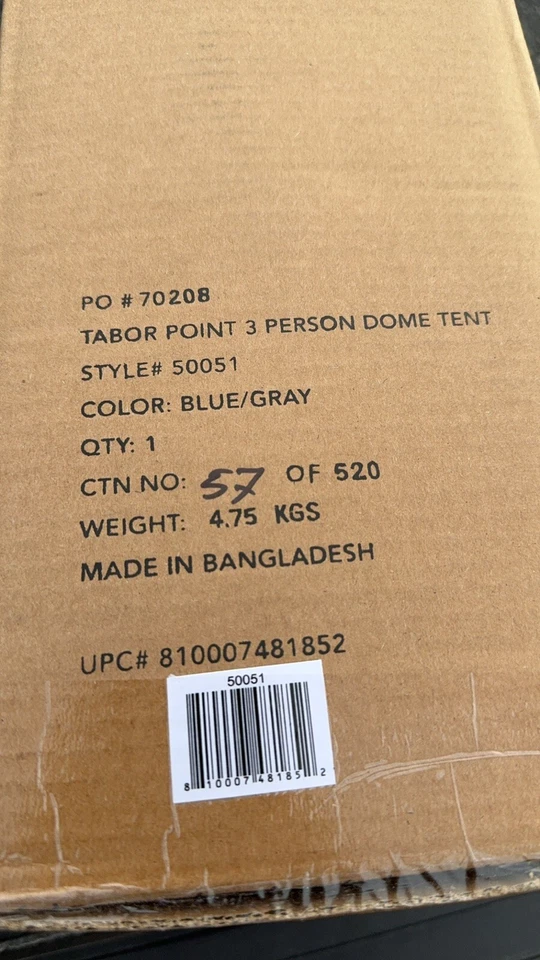 PO # 70208
TABOR POINT 3 PERSON DOME TENT
STYLE# 50051
COLOR: BLUE/GRAY
QTY: 1
CTN NO: 57 OF 520
WEIGHT: 4.75 KGS
MADE IN BANGLADESH
UPC# 810007481852
50051
8 10007 48185 2